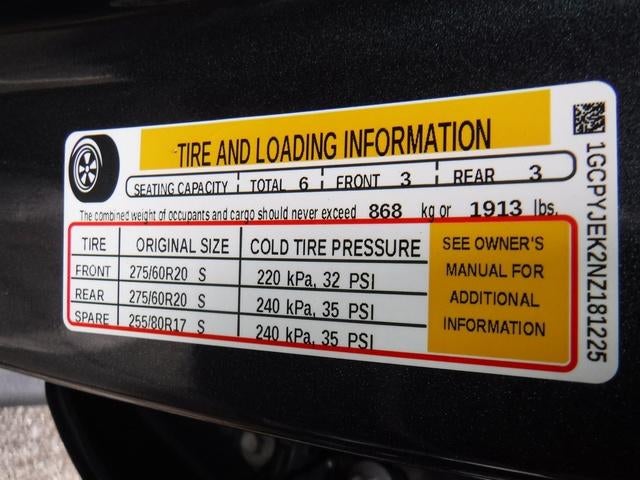 TIRE AND LOADING INFORMATION
SEATING CAPACITY TOTAL 6 FRONT 3 REAR 3
The combined weight of occupants and cargo should never exceed 868 kg or 1913 lbs.
TIRE ORIGINAL SIZE COLD TIRE PRESSURE
FRONT 275/60R20 S 220 kPa, 32 PSI
REAR 275/60R20 S 240 kPa, 35 PSI
SPARE 255/80R17 S 240 kPa, 35 PSI
SEE OWNER'S
MANUAL FOR
ADDITIONAL
INFORMATION
1GCPYJEK2NZ181225